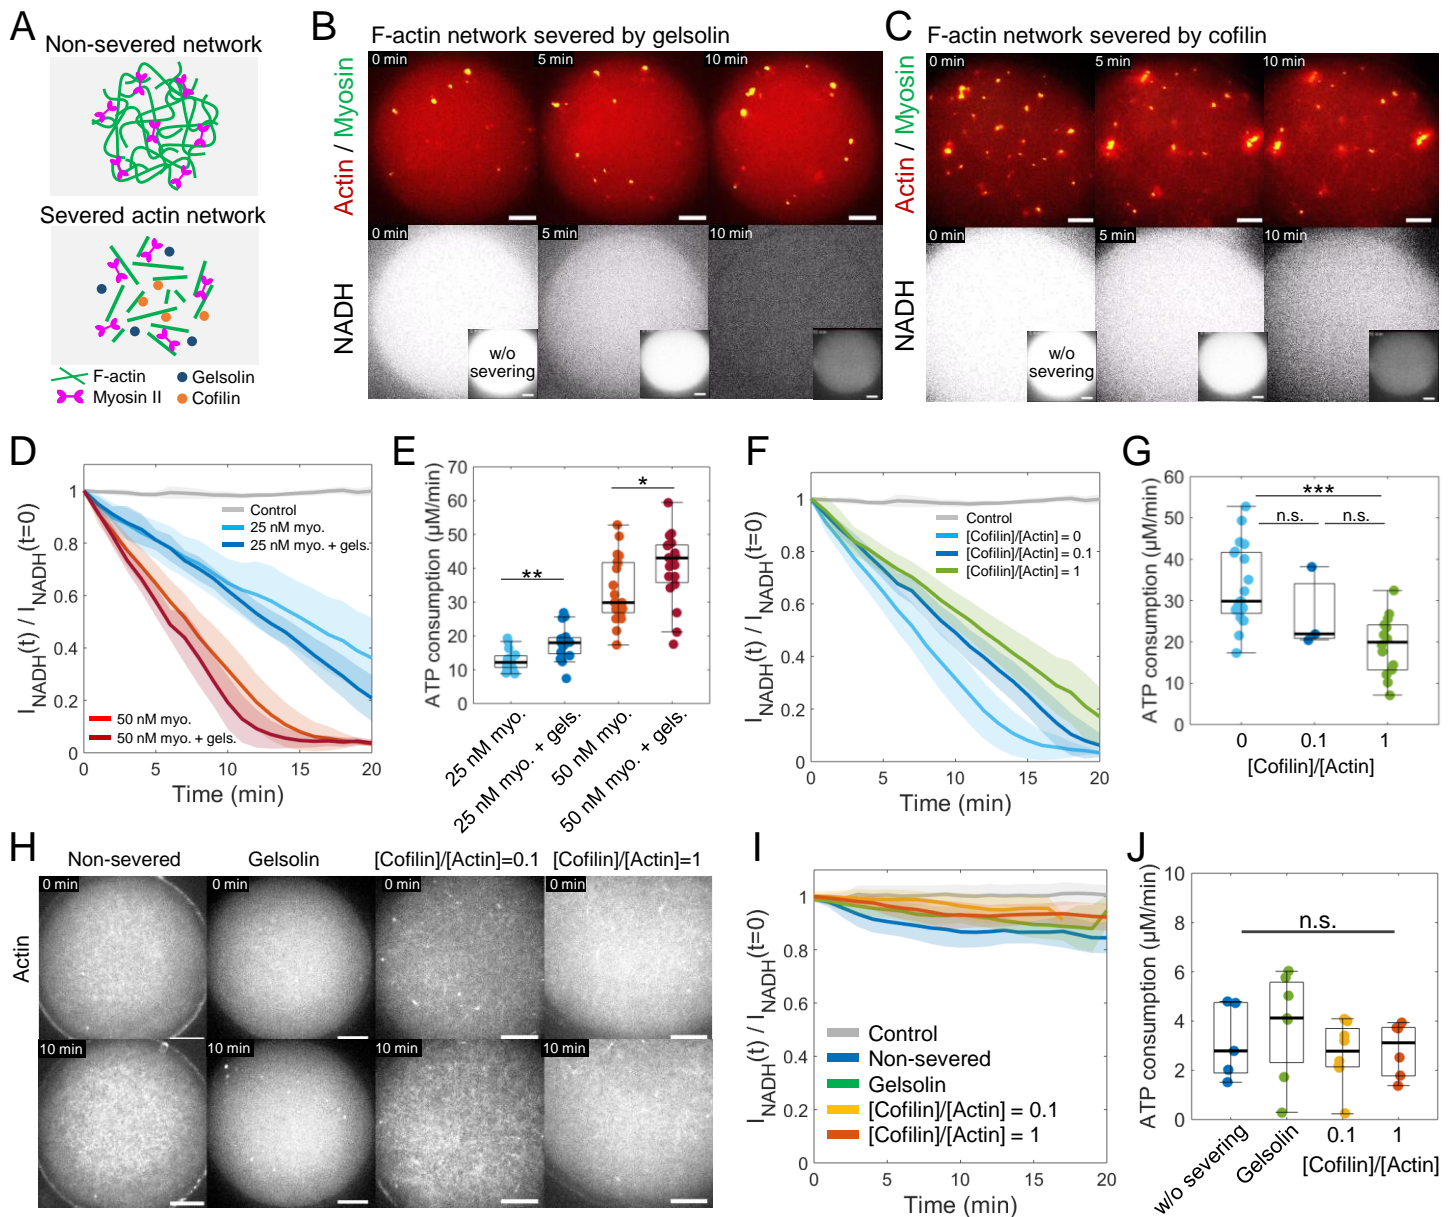 A
Non-severed network
Severed actin network
F-actin
Gelsolin
Myosin II
Cofilin
B
F-actin network severed by gelsolin
Actin / Myosin
0 min
5 min
10 min
NADH
0 min
5 min
10 min
w/o
severing
C
F-actin network severed by cofilin
Actin / Myosin
0 min
5 min
10 min
NADH
0 min
5 min
10 min
w/o
severing
D
I_NADH(t) / I_NADH(t=0)
1
0.8
0.6
0.4
0.2
0
Control
25 nM myo.
25 nM myo. + gels.
50 nM myo.
50 nM myo. + gels.
0 5 10 15 20
Time (min)
E
ATP consumption (µM/min)
70
60
50
40
30
20
10
0
**
*
25 nM myo.
25 nM myo. + gels.
50 nM myo.
50 nM myo. + gels.
F
I_NADH(t) / I_NADH(t=0)
1
0.8
0.6
0.4
0.2
0
Control
[Cofilin]/[Actin] = 0
[Cofilin]/[Actin] = 0.1
[Cofilin]/[Actin] = 1
0 5 10 15 20
Time (min)
G
ATP consumption (µM/min)
60
50
40
30
20
10
0
***
n.s. n.s.
0 0.1 1
[Cofilin]/[Actin]
H
Non-severed Gelsolin [Cofilin]/[Actin]=0.1 [Cofilin]/[Actin]=1
Actin
0 min 0 min 0 min 0 min
10 min 10 min 10 min 10 min
I
I_NADH(t) / I_NADH(t=0)
1
0.8
0.6
0.4
0.2
0
Control
Non-severed
Gelsolin
[Cofilin]/[Actin] = 0.1
[Cofilin]/[Actin] = 1
0 5 10 15 20
Time (min)
J
ATP consumption (µM/min)
8
6
4
2
0
n.s.
w/o severing
Gelsolin
0.1 1
[Cofilin]/[Actin]